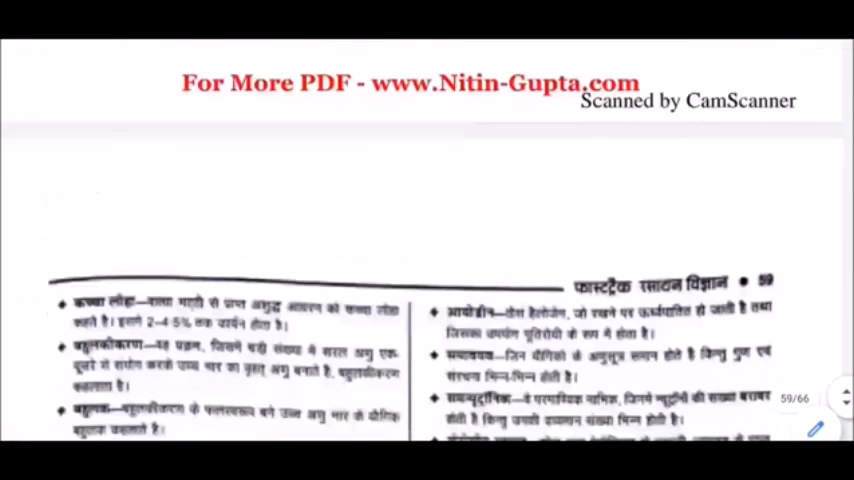 For More PDF - www.Nitin-Gupta.com
Scanned by CamScanner
फास्टट्रैक रसायन विज्ञान ● 59
♦ कच्चा लोहा—वात्या भट्टी से प्राप्त अशुद्ध आयरन को कच्चा लोहा
कहते है। इसमे 2-4·5% तक कार्बन होता है।
♦ बहुलकीकरण—वह प्रक्रम, जिसमें बड़ी संख्या में सरल अणु एक-
दूसरे से संयोग करके उच्च भार का वृहत् अणु बनाते है, बहुलकीकरण
कहलाता है।
♦ बहुलक—बहुलकीकरण के फलस्वरूप बने उच्च अणु भार के यौगिक
बहुलक कहलाते है।
♦ आयोडीन—ठोस हैलोजेन, जो रखने पर ऊर्ध्वपातित हो जाती है तथा
जिसका उपयोग पूतिरोधी के रूप में होता है।
♦ समावयव—जिन यौगिकों के अणुसूत्र समान होते है किन्तु गुण एवं
संरचना भिन्न-भिन्न होती है।
♦ समन्यूट्रॉनिक—वे परमाण्विक नाभिक, जिनमें न्यूट्रॉनों की संख्या बराबर
होती है किन्तु उनकी द्रव्यमान संख्या भिन्न होती है।
59/66